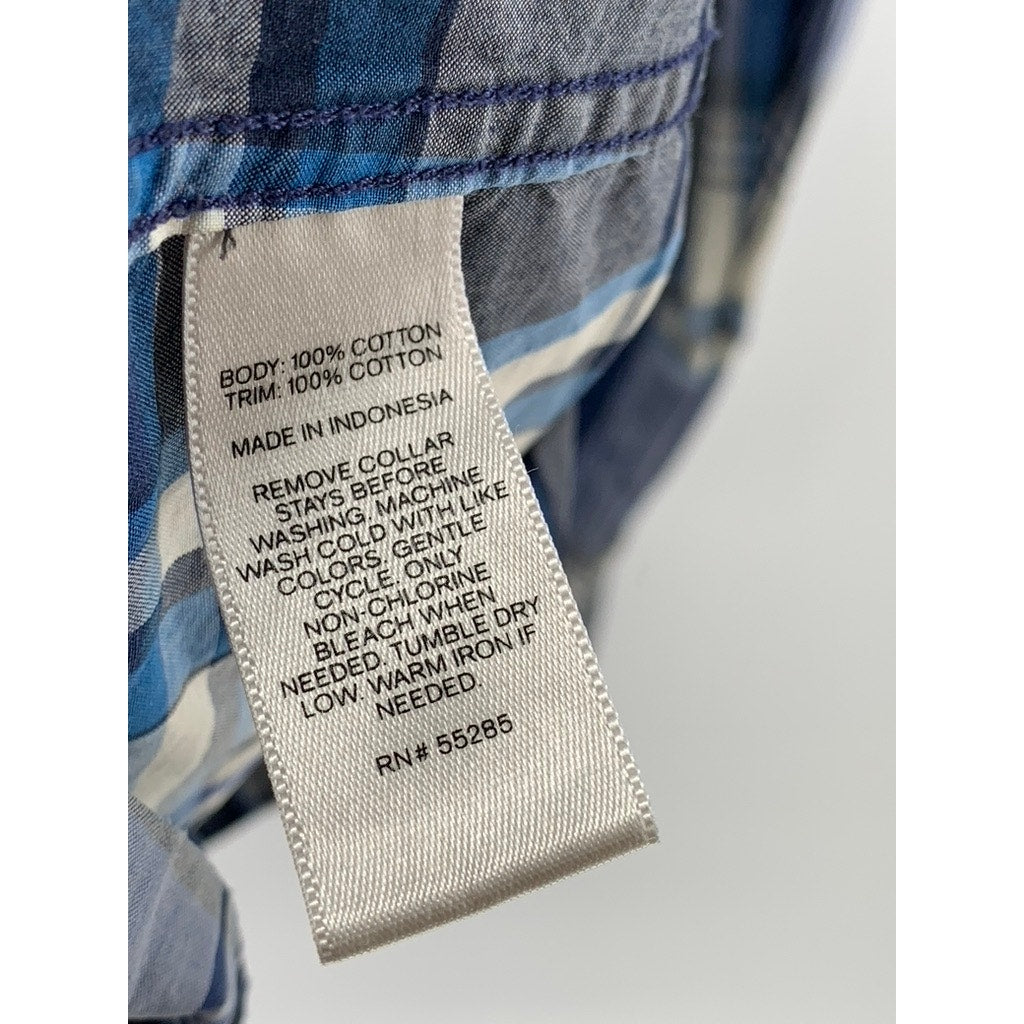 BODY: 100% COTTON
TRIM: 100% COTTON
MADE IN INDONESIA
REMOVE COLLAR
STAYS BEFORE
WASHING, MACHINE
WASH COLD WITH LIKE
COLORS, GENTLE
CYCLE. ONLY
NON-CHLORINE
BLEACH WHEN
NEEDED. TUMBLE DRY
LOW. WARM IRON IF
NEEDED.
RN# 55285